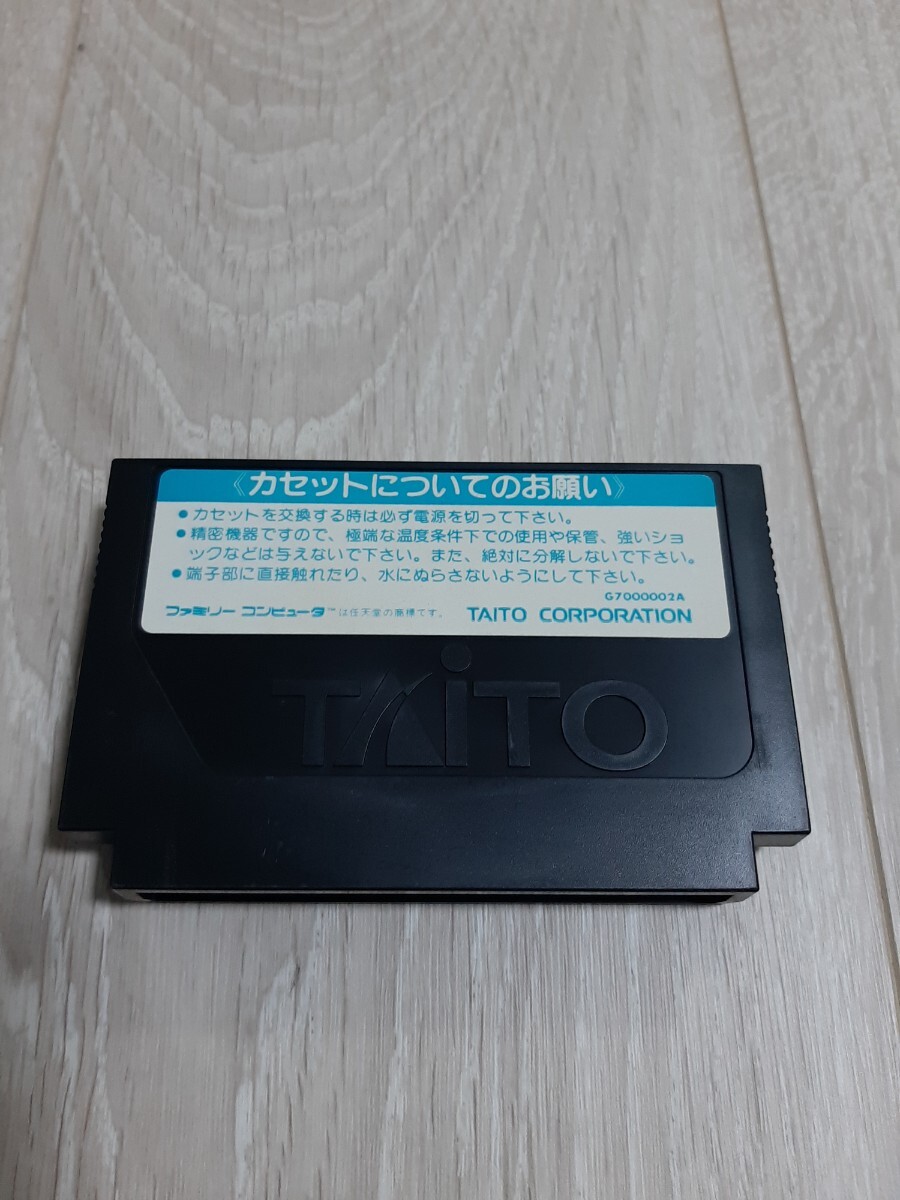 《カセットについてのお願い》
●カセットを交換する時は必ず電源を切って下さい。
●精密機器ですので、極端な温度条件下での使用や保管、強いショ
ックなどは与えないで下さい。また、絶対に分解しないで下さい。
●端子部に直接触れたり、水にぬらさないようにして下さい。
G7000002A
ファミリー コンピュータ™は任天堂の商標です。 TAITO CORPORATION
TAiTO